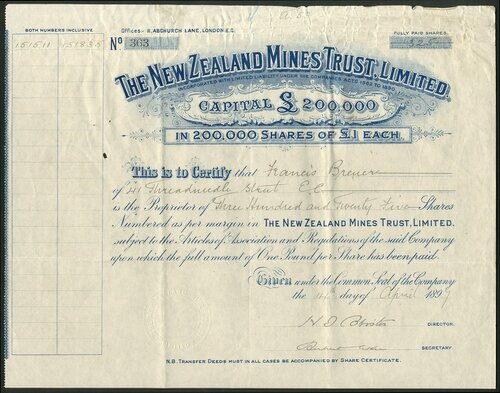 BOTH NUMBERS INCLUSIVE
Offices:- 11, ABCHURCH LANE, LONDON E.C.
FULLY PAID SHARES.
No 363
325
151511 151835
THE NEW ZEALAND MINES TRUST, LIMITED.
INCORPORATED WITH LIMITED LIABILITY UNDER THE COMPANIES ACTS 1862 TO 1890
CAPITAL £200,000
IN 200,000 SHARES OF £1 EACH.
This is to Certify that Francis
of 41 Threadneedle Street E.C.
is the Proprietor of Three Hundred and Twenty Five Shares
Numbered as per margin in THE NEW ZEALAND MINES TRUST, LIMITED.
subject to the Articles of Association and Regulations of the said Company
upon which the full amount of One Pound per Share has been paid.
Given under the Common Seal of the Company
the day of April 1897
DIRECTOR.
SECRETARY.
N.B. TRANSFER DEEDS MUST IN ALL CASES BE ACCOMPANIED BY SHARE CERTIFICATE.